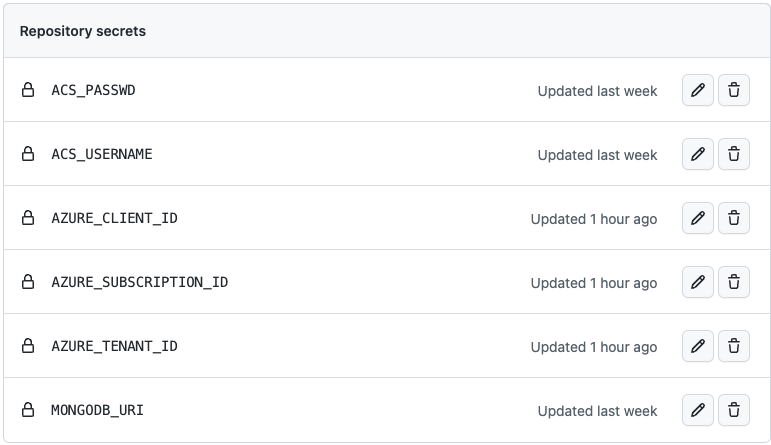 Repository secrets
ACS_PASSWD Updated last week
ACS_USERNAME Updated last week
AZURE_CLIENT_ID Updated 1 hour ago
AZURE_SUBSCRIPTION_ID Updated 1 hour ago
AZURE_TENANT_ID Updated 1 hour ago
MONGODB_URI Updated last week